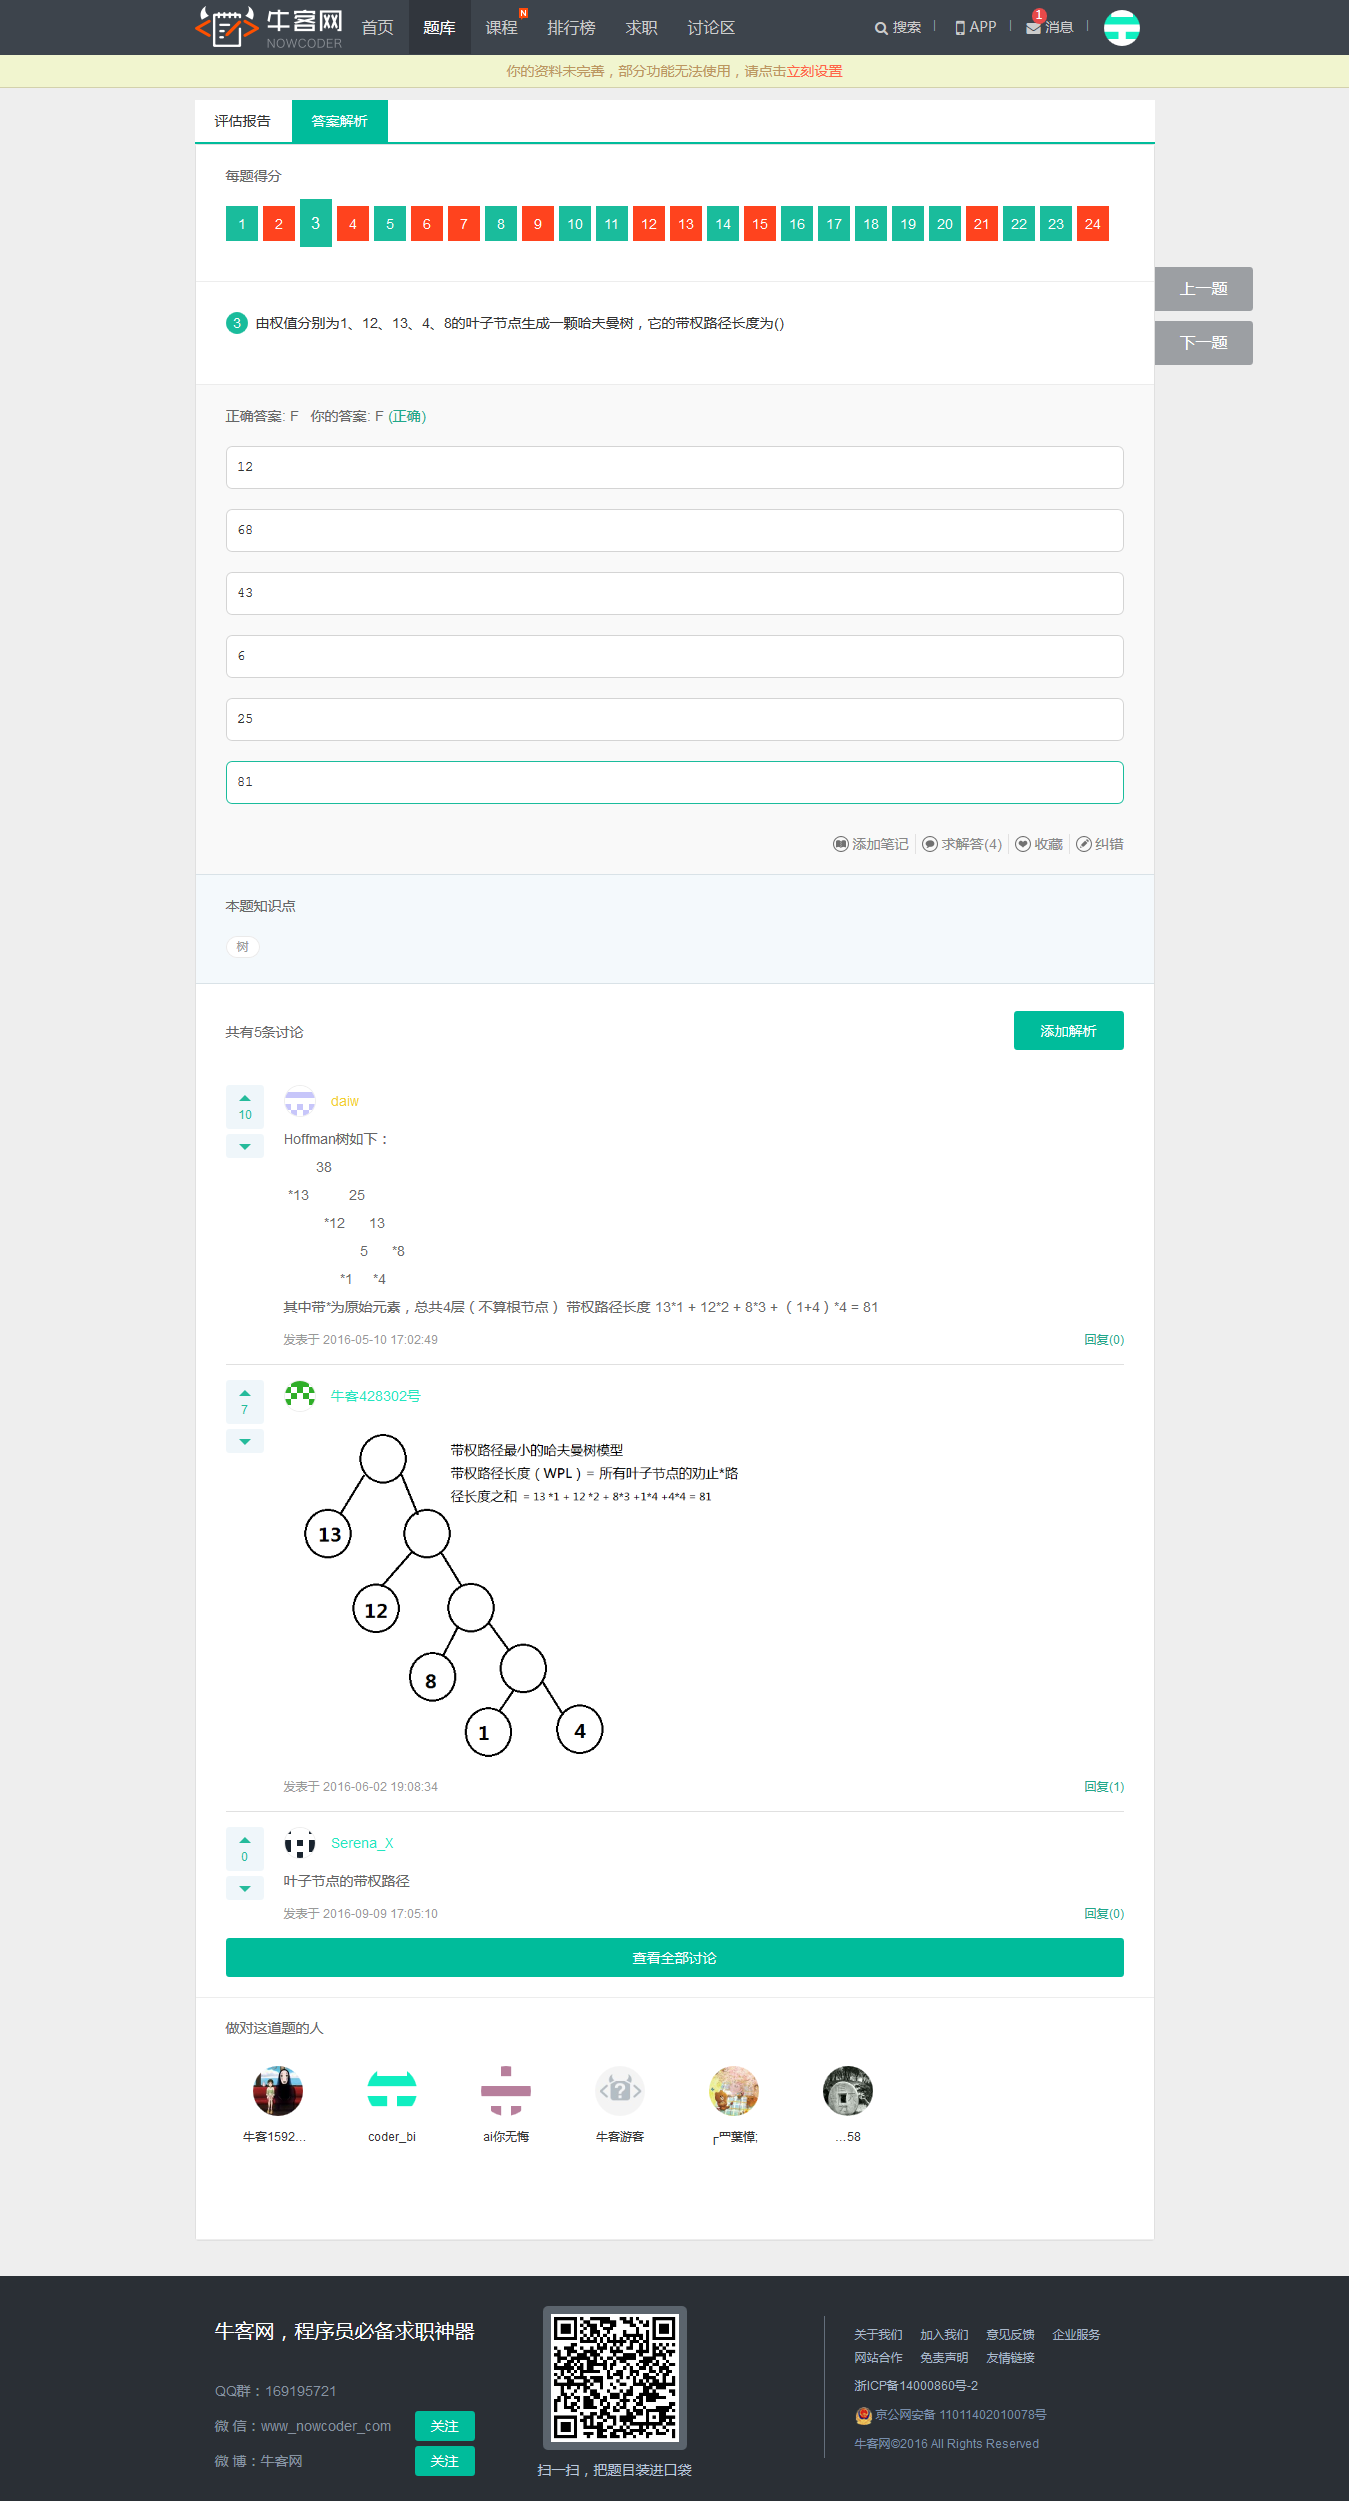 牛客网
NOWCODER
首页 题库 课程 N 排行榜 求职 讨论区 搜索 APP 1 消息
你的资料未完善，部分功能无法使用，请点击立刻设置
评估报告 答案解析
每题得分
1 2 3 4 5 6 7 8 9 10 11 12 13 14 15 16 17 18 19 20 21 22 23 24
上一题
3 由权值分别为1、12、13、4、8的叶子节点生成一颗哈夫曼树，它的带权路径长度为()
下一题
正确答案: F 你的答案: F (正确)
12
68
43
6
25
81
添加笔记 求解答(4) 收藏 纠错
本题知识点
树
共有5条讨论 添加解析
10
daiw
Hoffman树如下：
38
*13 25
*12 13
5 *8
*1 *4
其中带*为原始元素，总共4层（不算根节点） 带权路径长度 13*1 + 12*2 + 8*3 + （1+4）*4 = 81
发表于 2016-05-10 17:02:49 回复(0)
7
牛客428302号
带权路径最小的哈夫曼树模型
带权路径长度（WPL）= 所有叶子节点的劝止*路
径长度之和 = 13 *1 + 12 *2 + 8*3 +1*4 +4*4 = 81
13
12
8
1 4
发表于 2016-06-02 19:08:34 回复(1)
0
Serena_X
叶子节点的带权路径
发表于 2016-09-09 17:05:10 回复(0)
查看全部讨论
做对这道题的人
牛客1592... coder_bi ai你无悔 牛客游客 ...58
牛客网，程序员必备求职神器
QQ群：169195721
微 信：www_nowcoder_com 关注
微 博：牛客网 关注
扫一扫，把题目装进口袋
关于我们 加入我们 意见反馈 企业服务
网站合作 免责声明 友情链接
浙ICP备14000860号-2
京公网安备 11011402010078号
牛客网©2016 All Rights Reserved